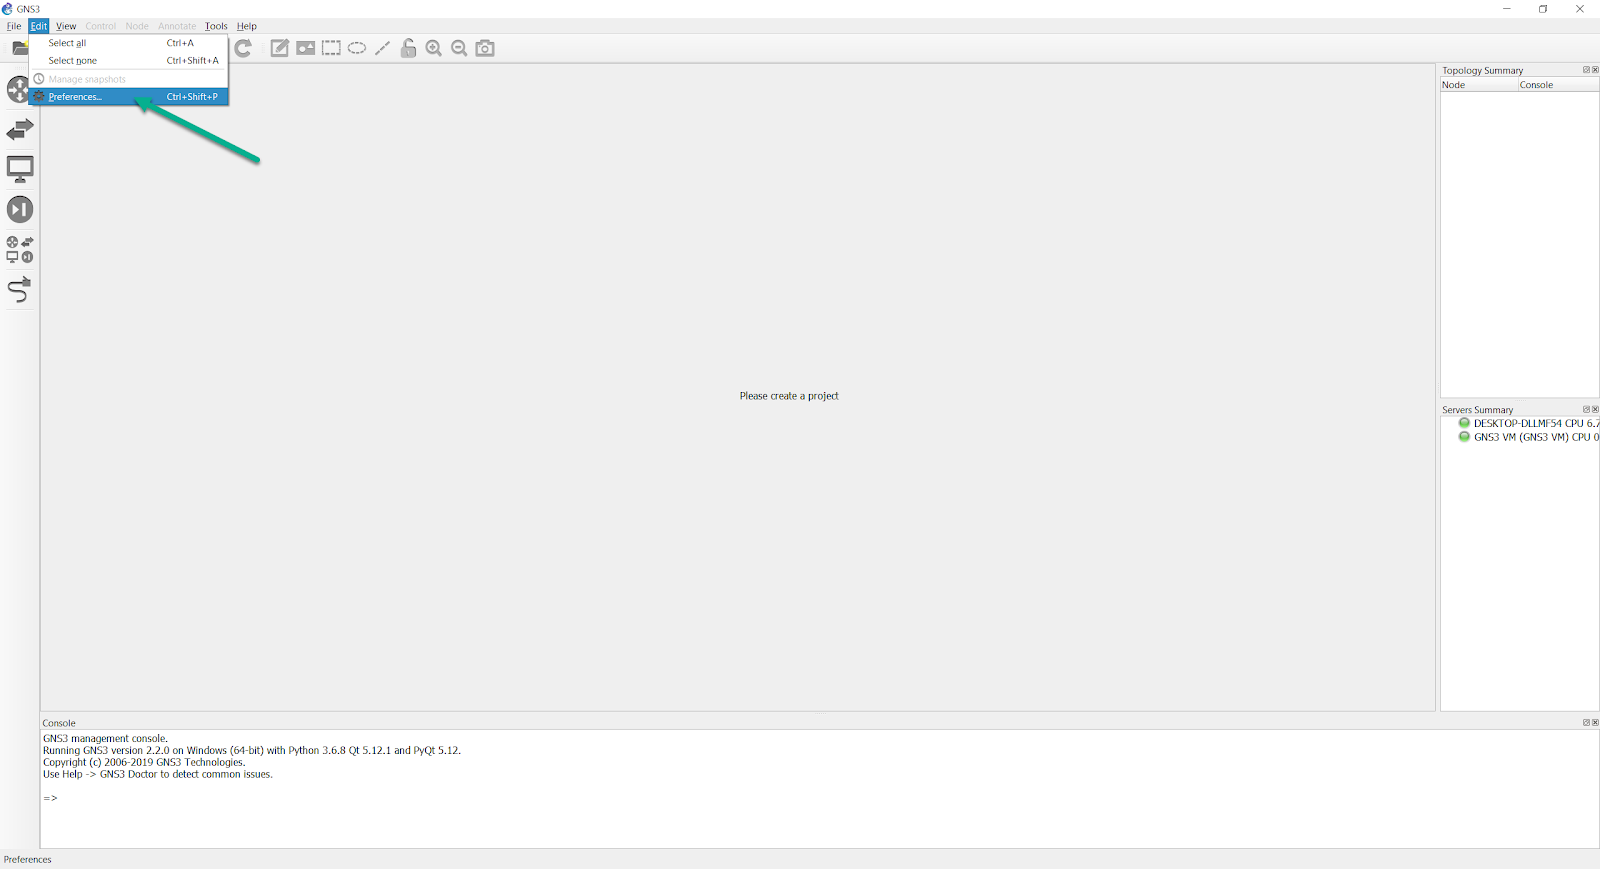 GNS3
File Edit View Control Node Annotate Tools Help
Select all Ctrl+A
Select none Ctrl+Shift+A
Manage snapshots
Preferences... Ctrl+Shift+P
Topology Summary
Node Console
Please create a project
Servers Summary
DESKTOP-DLLMF54 CPU 6.7
GNS3 VM (GNS3 VM) CPU 0
Console
GNS3 management console.
Running GNS3 version 2.2.0 on Windows (64-bit) with Python 3.6.8 Qt 5.12.1 and PyQt 5.12.
Copyright (c) 2006-2019 GNS3 Technologies.
Use Help -> GNS3 Doctor to detect common issues.
=>
Preferences